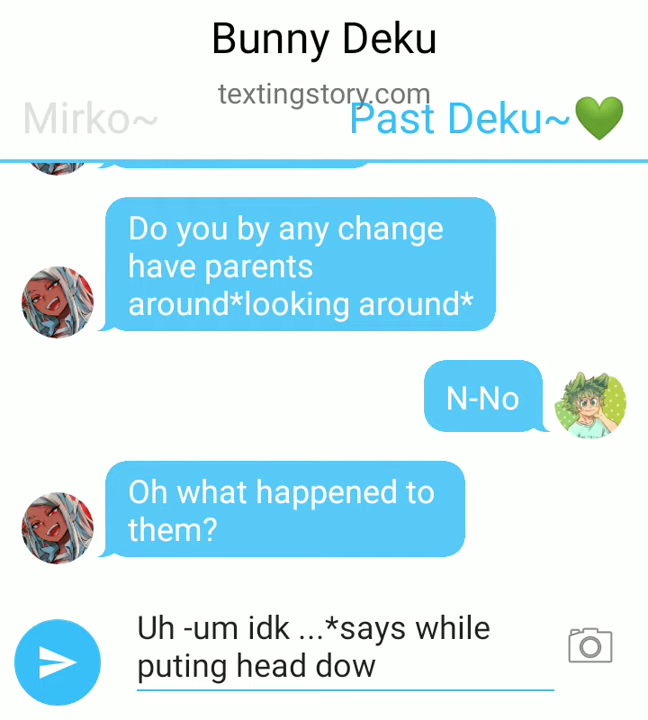 Bunny Deku
textingstory.com
Mirko~
Past Deku~💚
Do you by any change
have parents
around*looking around*
N-No
Oh what happened to
them?
Uh -um idk ...*says while
puting head dow